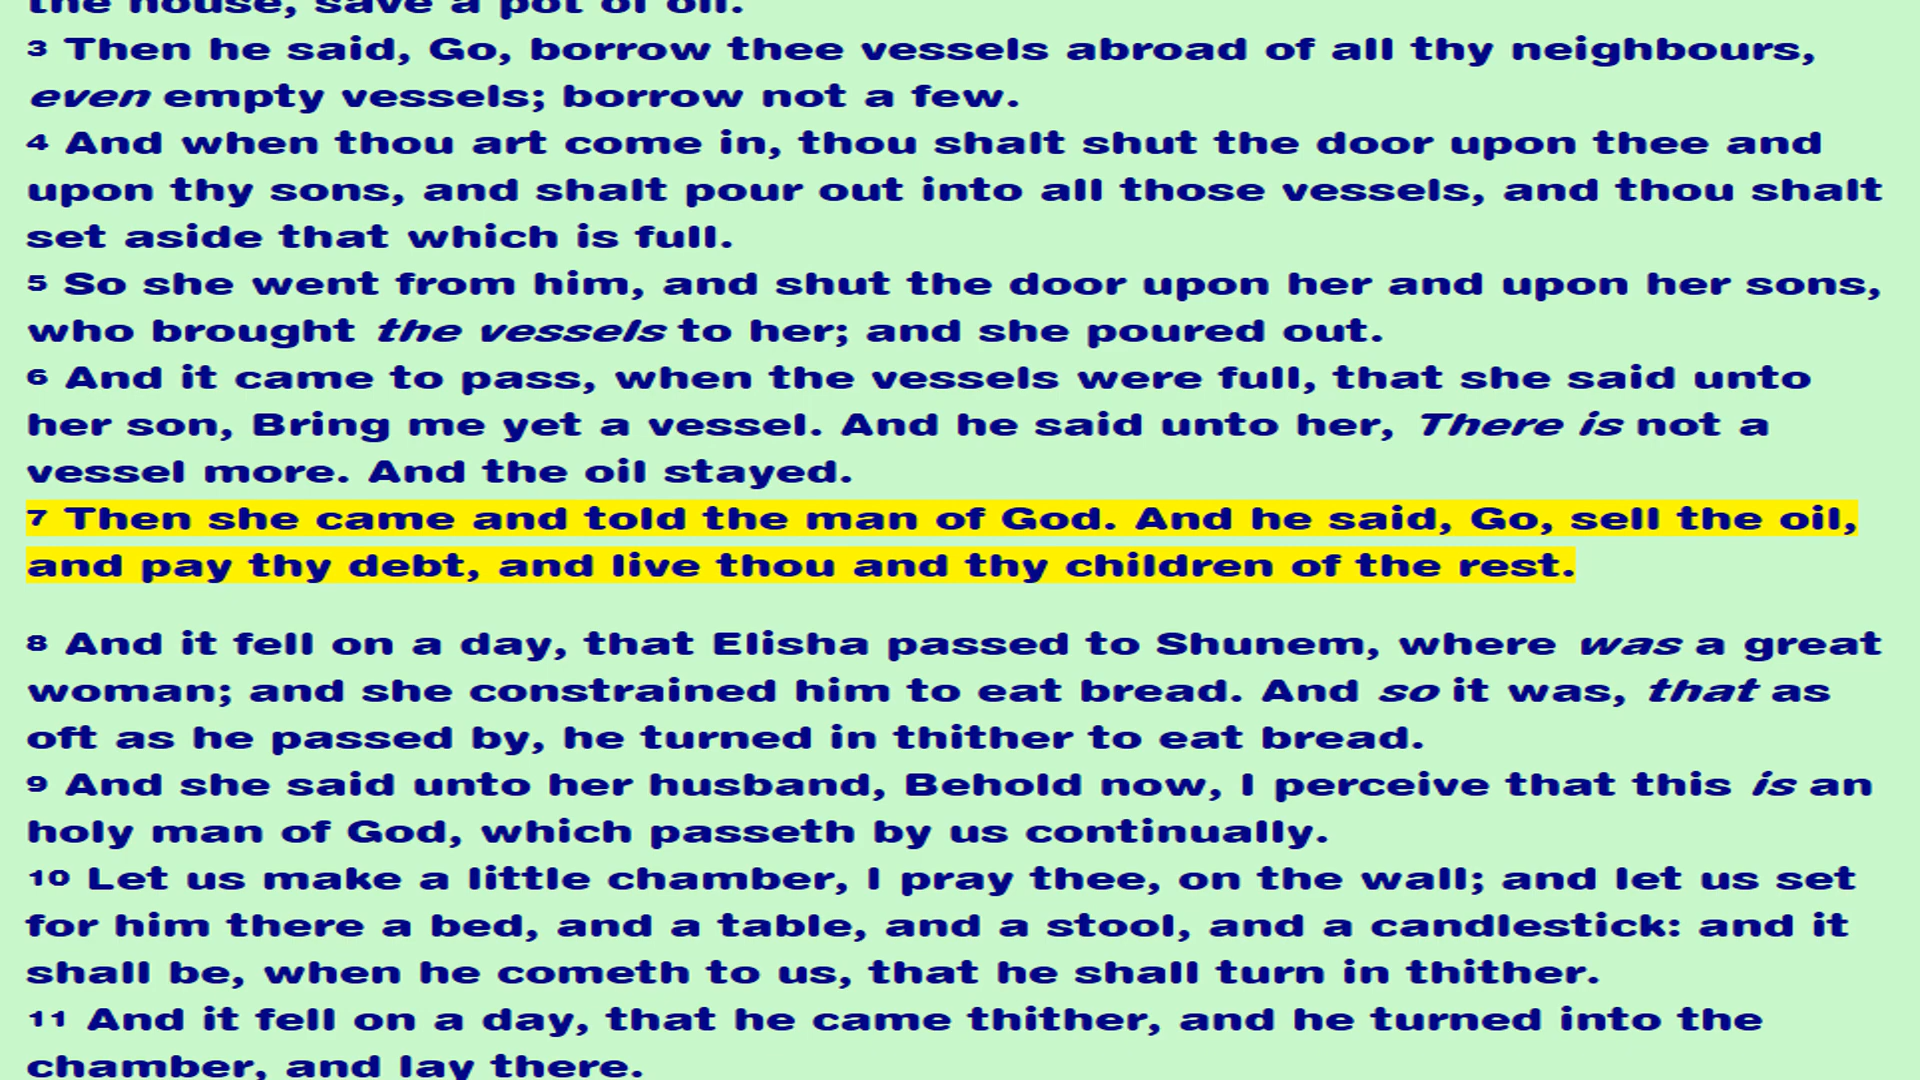 the house, save a pot of oil.
3 Then he said, Go, borrow thee vessels abroad of all thy neighbours,
even empty vessels; borrow not a few.
4 And when thou art come in, thou shalt shut the door upon thee and
upon thy sons, and shalt pour out into all those vessels, and thou shalt
set aside that which is full.
5 So she went from him, and shut the door upon her and upon her sons,
who brought the vessels to her; and she poured out.
6 And it came to pass, when the vessels were full, that she said unto
her son, Bring me yet a vessel. And he said unto her, There is not a
vessel more. And the oil stayed.
7 Then she came and told the man of God. And he said, Go, sell the oil,
and pay thy debt, and live thou and thy children of the rest.
8 And it fell on a day, that Elisha passed to Shunem, where was a great
woman; and she constrained him to eat bread. And so it was, that as
oft as he passed by, he turned in thither to eat bread.
9 And she said unto her husband, Behold now, I perceive that this is an
holy man of God, which passeth by us continually.
10 Let us make a little chamber, I pray thee, on the wall; and let us set
for him there a bed, and a table, and a stool, and a candlestick: and it
shall be, when he cometh to us, that he shall turn in thither.
11 And it fell on a day, that he came thither, and he turned into the
chamber, and lay there.